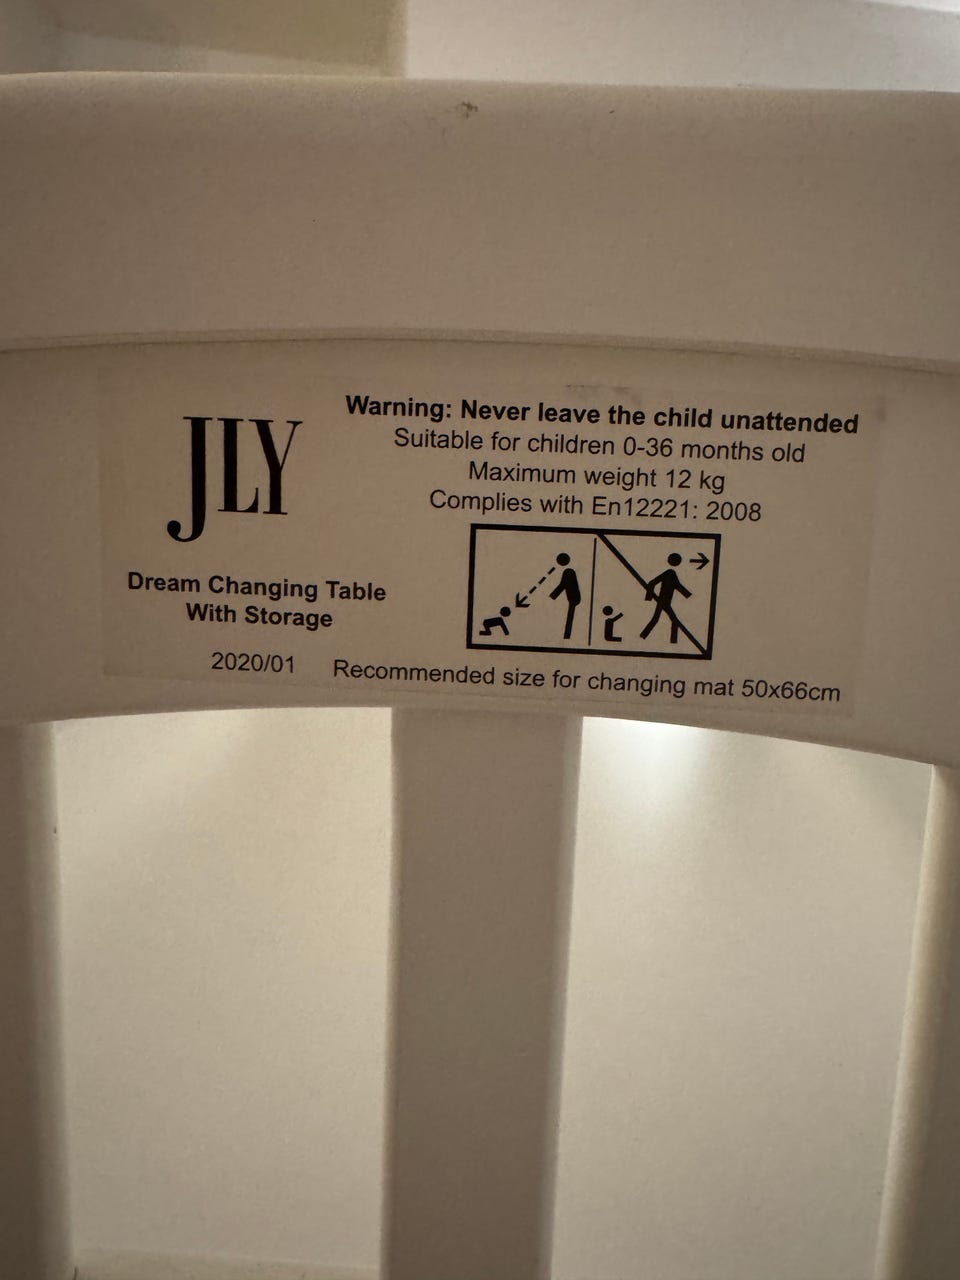 JLY
Dream Changing Table
With Storage
2020/01
Warning: Never leave the child unattended
Suitable for children 0-36 months old
Maximum weight 12 kg
Complies with En12221: 2008
Recommended size for changing mat 50x66cm